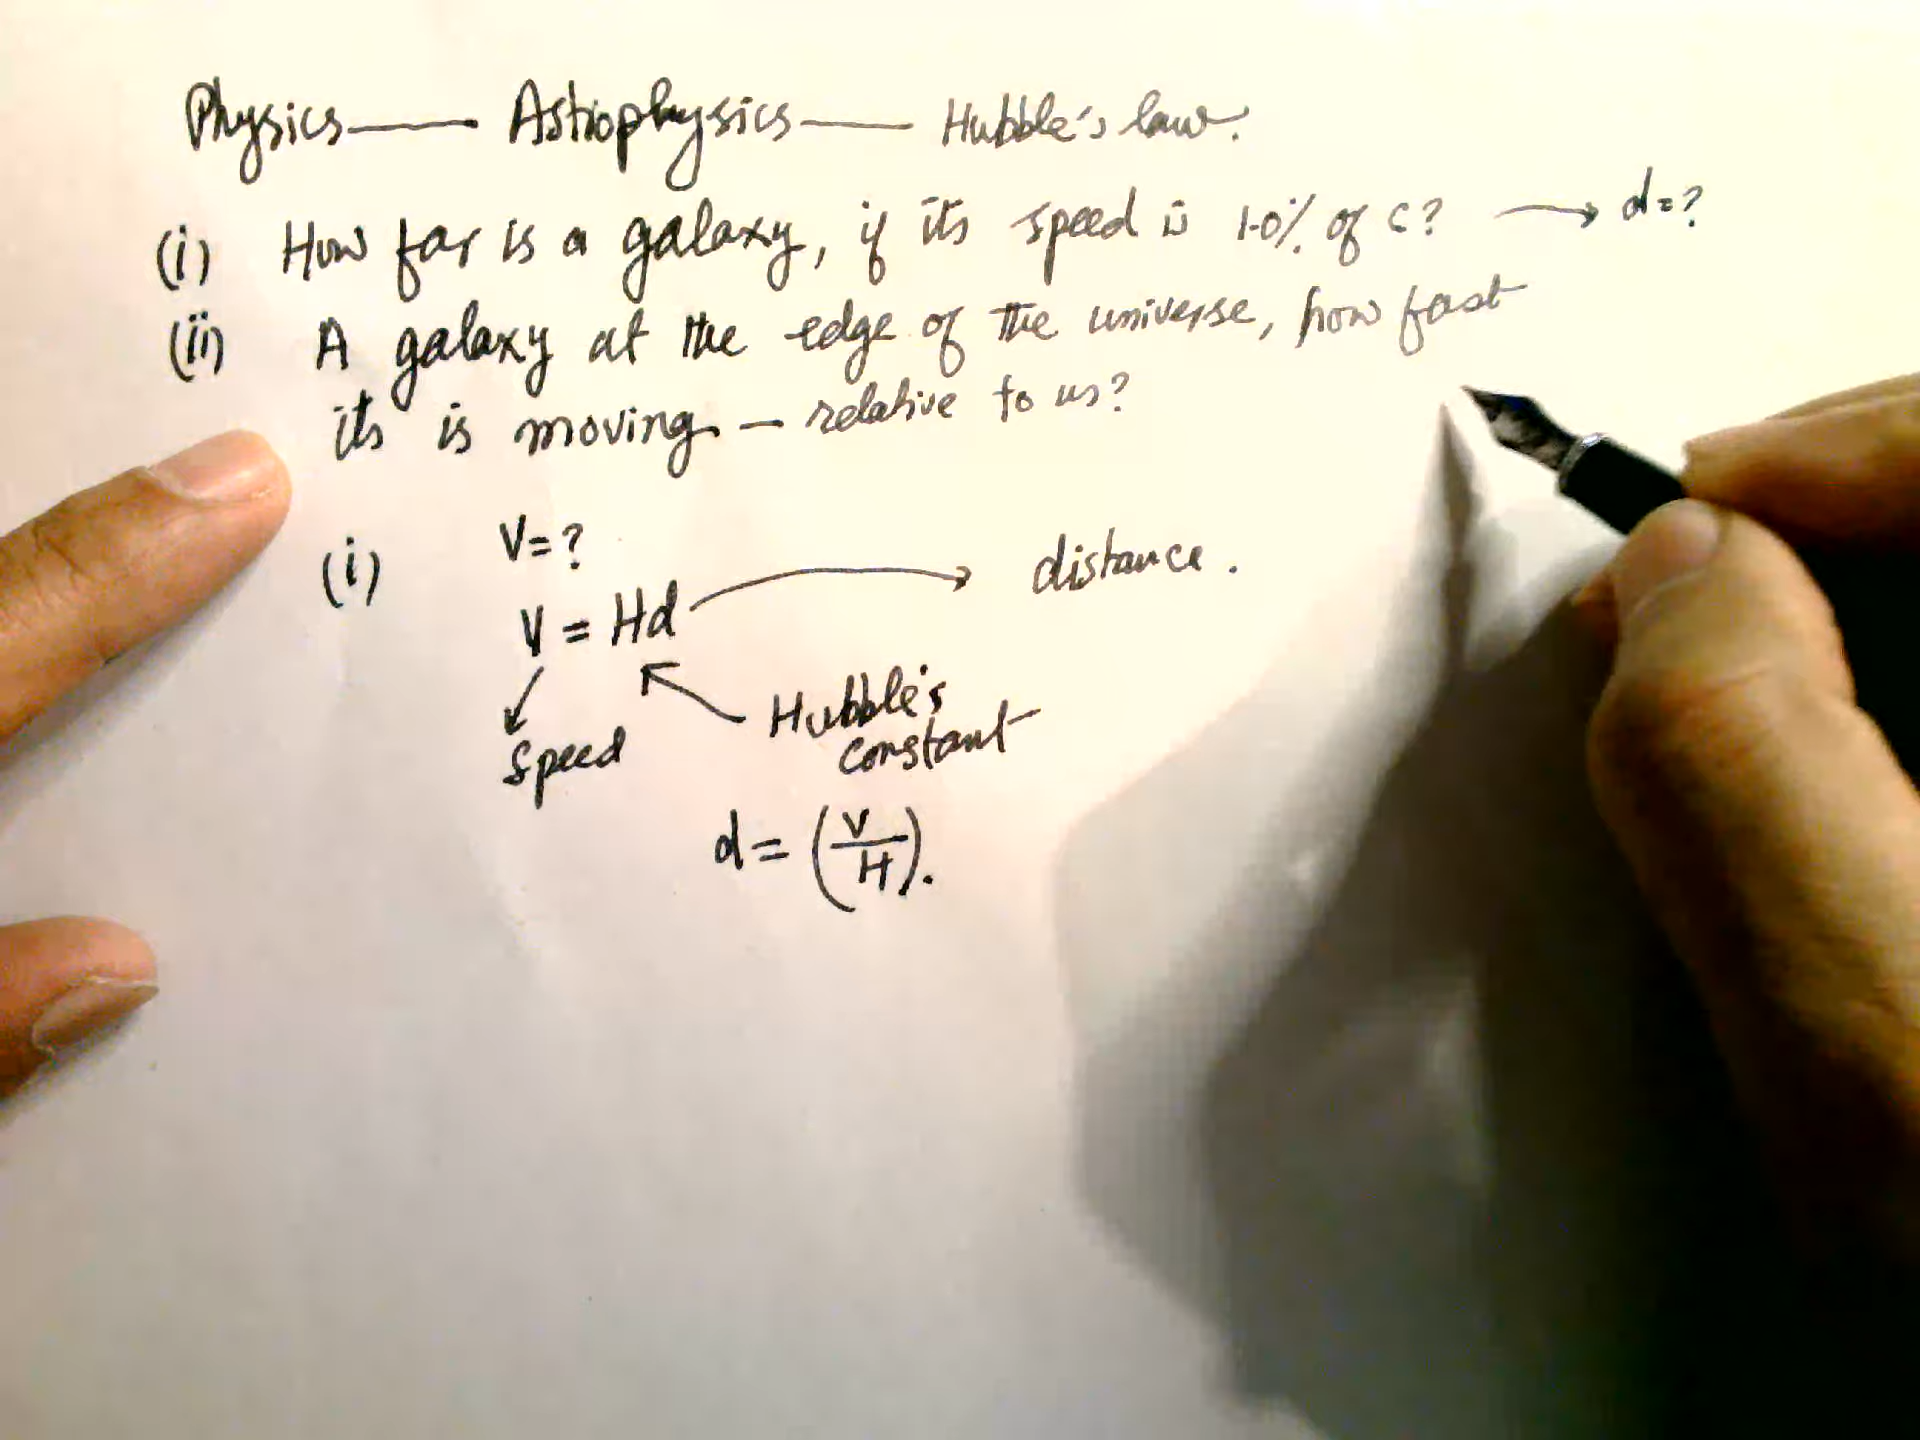 Physics — Astrophysics — Hubble's law.
(i) How far is a galaxy, if its speed is 1.0% of c? → d=?
(ii) A galaxy at the edge of the universe, how fast
its is moving. — relative to us?
(i) V=?
V = Hd → distance.
speed
Hubble's
constant
d = (V/H).